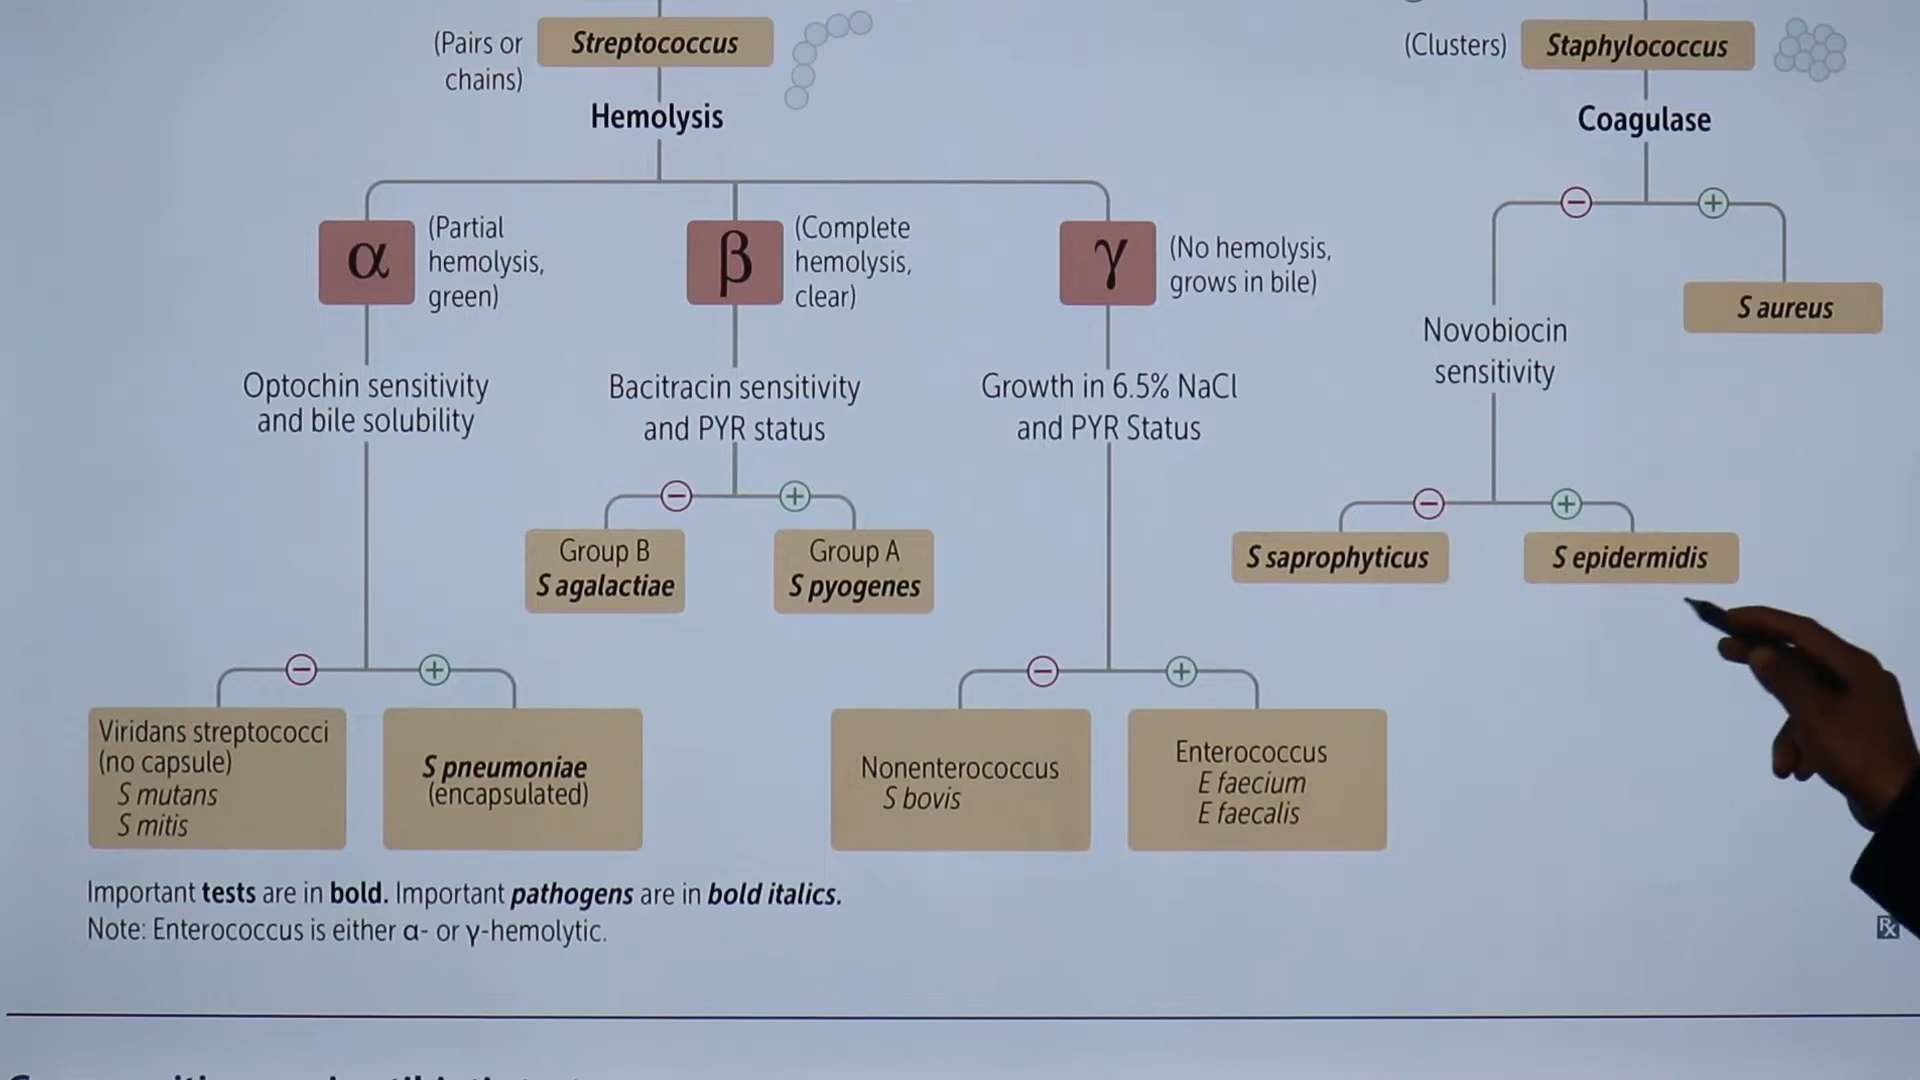 (Pairs or
chains)
Streptococcus
Hemolysis
α
(Partial
hemolysis,
green)
β
(Complete
hemolysis,
clear)
γ
(No hemolysis,
grows in bile)
Optochin sensitivity
and bile solubility
Bacitracin sensitivity
and PYR status
Growth in 6.5% NaCl
and PYR Status
− +
Group B
S agalactiae
Group A
S pyogenes
− +
Viridans streptococci
(no capsule)
S mutans
S mitis
S pneumoniae
(encapsulated)
− +
Nonenterococcus
S bovis
Enterococcus
E faecium
E faecalis
(Clusters)
Staphylococcus
Coagulase
− +
S aureus
Novobiocin
sensitivity
− +
S saprophyticus
S epidermidis
Important tests are in bold. Important pathogens are in bold italics.
Note: Enterococcus is either α- or γ-hemolytic.
Rx